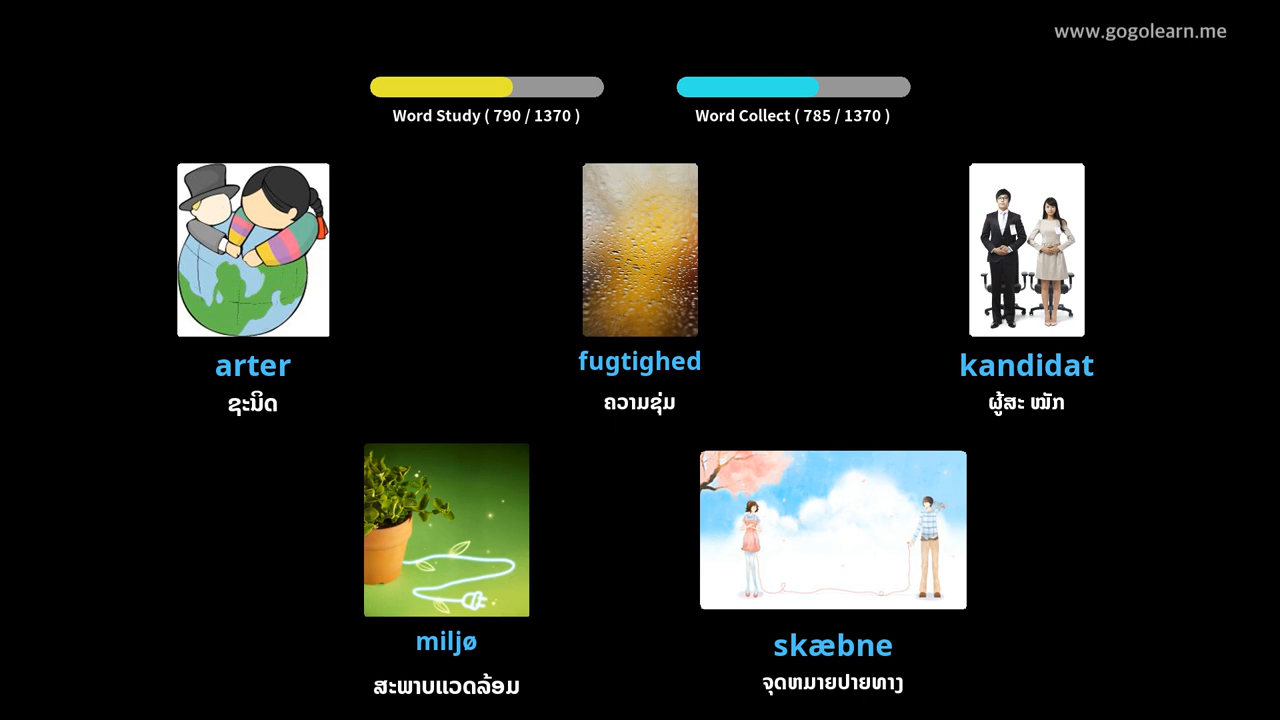 www.gogolearn.me
Word Study ( 790 / 1370 )
Word Collect ( 785 / 1370 )
arter
ຊະນິດ
fugtighed
ຄວາມຊຸ່ມ
kandidat
ຜູ້ສະ ໝັກ
miljø
ສະພາບແວດລ້ອມ
skæbne
ຈຸດຫມາຍປາຍທາງ